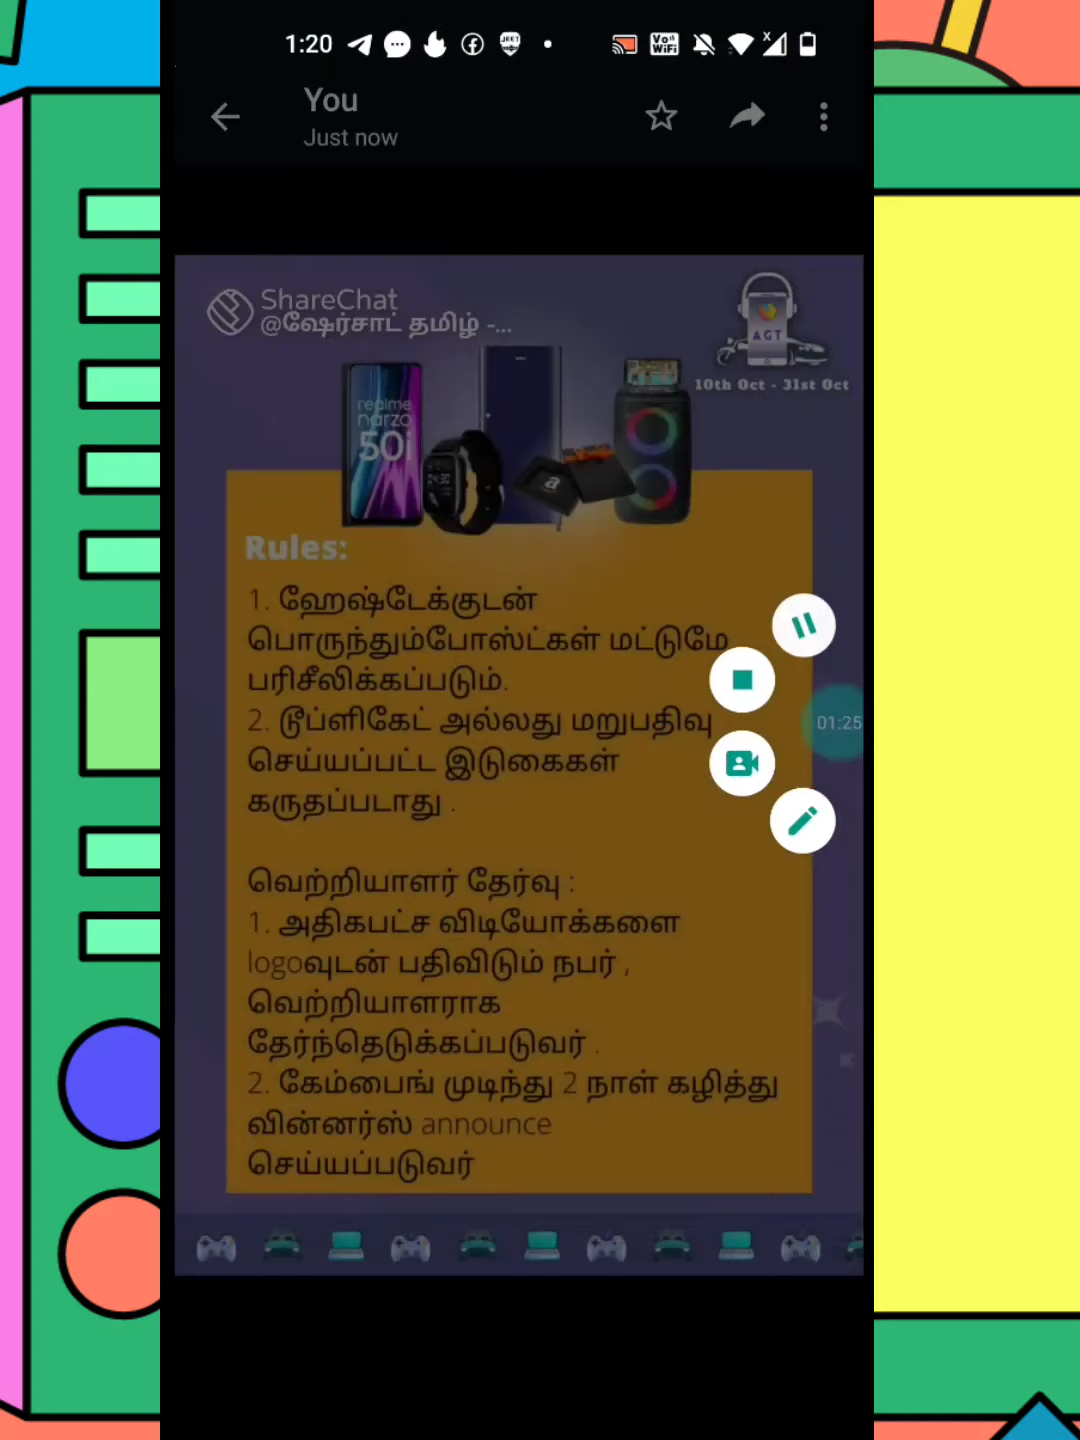 1:20
You
Just now
ShareChat
@ஷேர்சாட் தமிழ் -...
AGT
10th Oct - 31st Oct
realme
narzo
50i
04:30
a
Rules:
1. ஹேஷ்டேக்குடன்
பொருந்தும்போஸ்ட்கள் மட்டுமே
பரிசீலிக்கப்படும்.
2. டூப்ளிகேட் அல்லது மறுபதிவு
செய்யப்பட்ட இடுகைகள்
கருதப்படாது .
01:25
வெற்றியாளர் தேர்வு :
1. அதிகபட்ச விடியோக்களை
logoவுடன் பதிவிடும் நபர் ,
வெற்றியாளராக
தேர்ந்தெடுக்கப்படுவர் .
2. கேம்பைங் முடிந்து 2 நாள் கழித்து
வின்னர்ஸ் announce
செய்யப்படுவர்